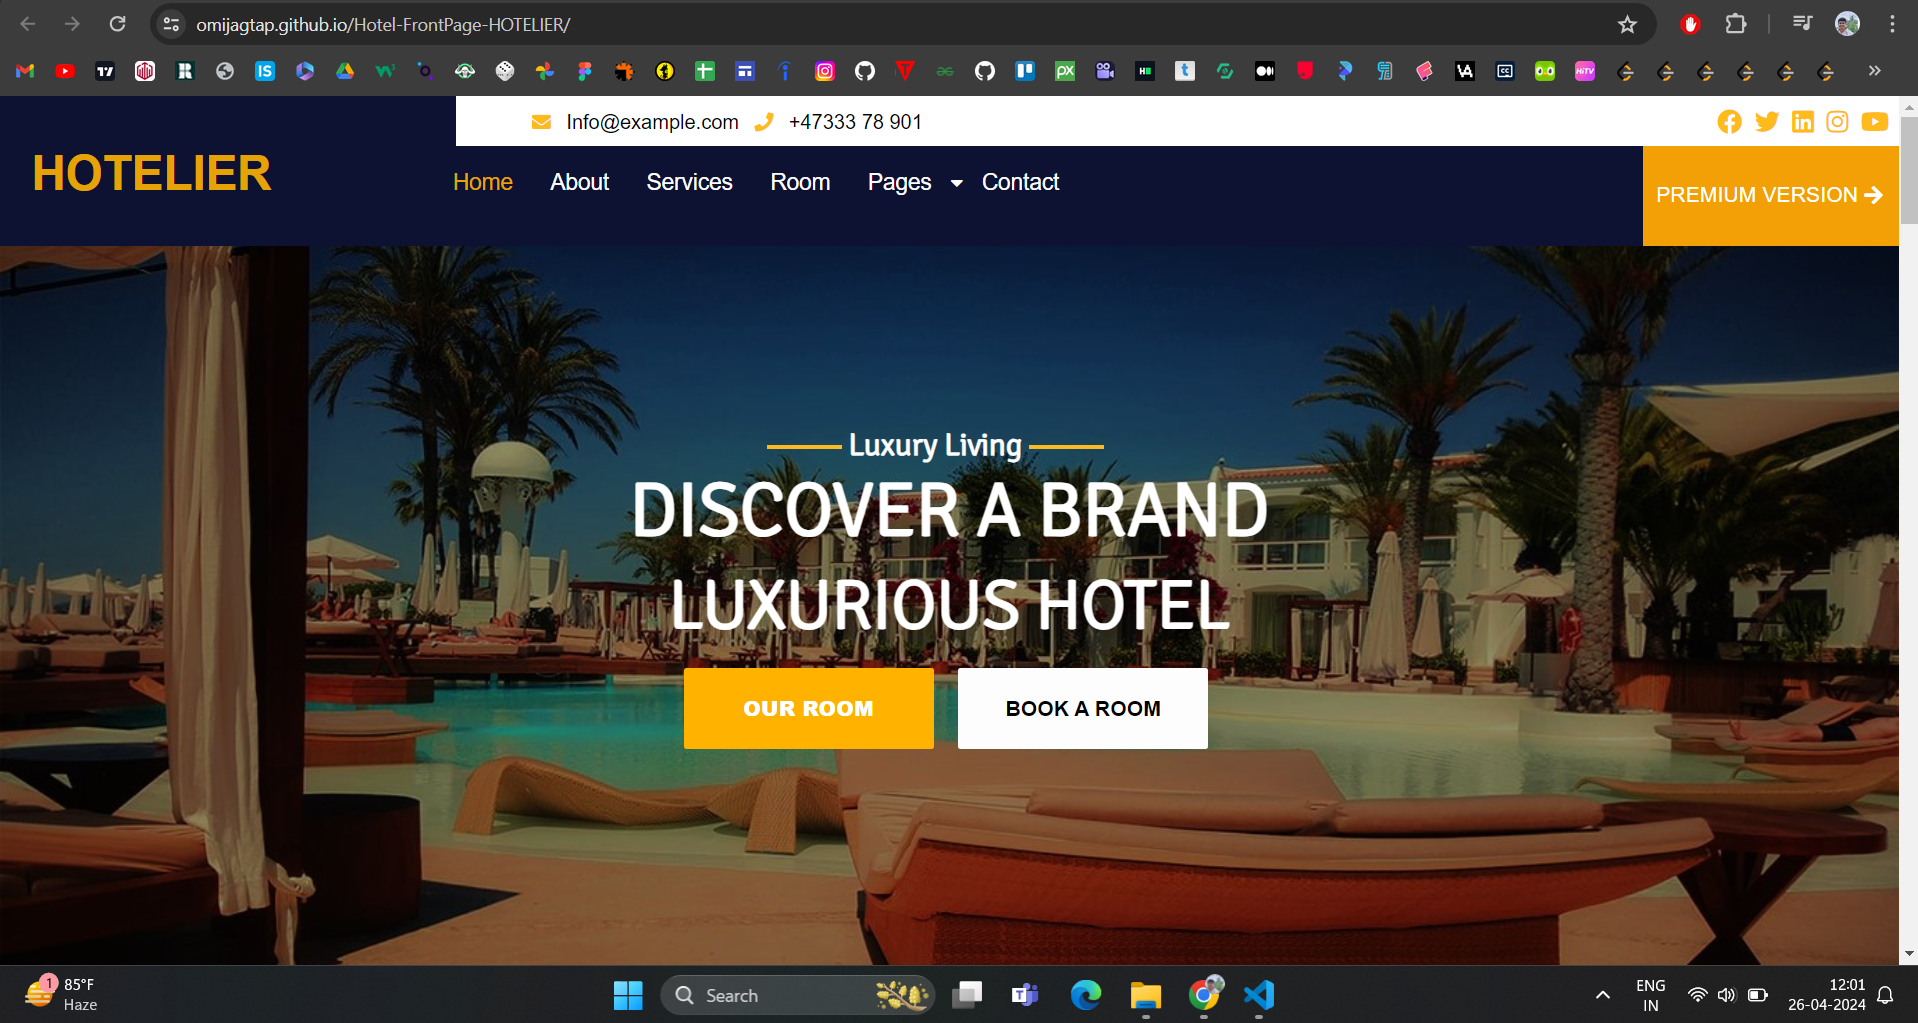 omijagtap.github.io/Hotel-FrontPage-HOTELIER/
Info@example.com +47333 78 901
HOTELIER
Home About Services Room Pages Contact
PREMIUM VERSION
Luxury Living
DISCOVER A BRAND
LUXURIOUS HOTEL
OUR ROOM BOOK A ROOM
1
85°F
Haze
Search
ENG
IN
12:01
26-04-2024